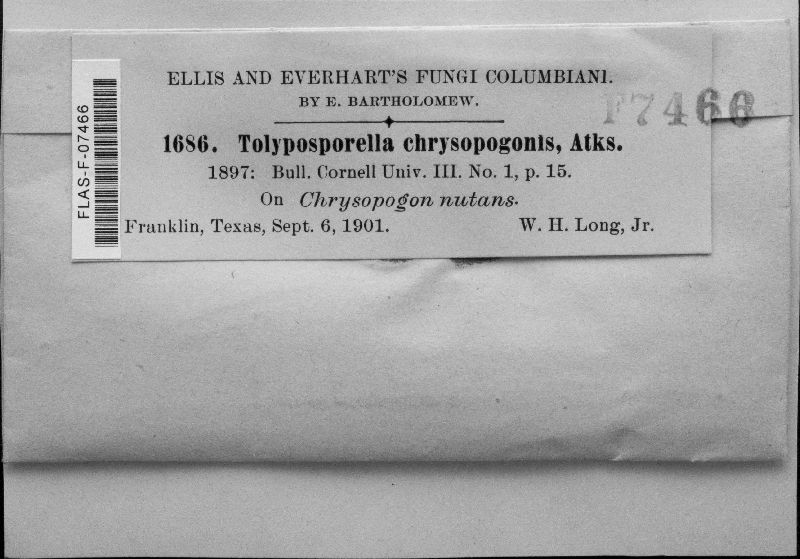 ELLIS AND EVERHART'S FUNGI COLUMBIANI.
BY E. BARTHOLOMEW.
F7466
1686. Tolyposporella chrysopogonis, Atks.
1897: Bull. Cornell Univ. III. No. 1, p. 15.
On Chrysopogon nutans.
Franklin, Texas, Sept. 6, 1901. W. H. Long, Jr.
FLAS-F-07466